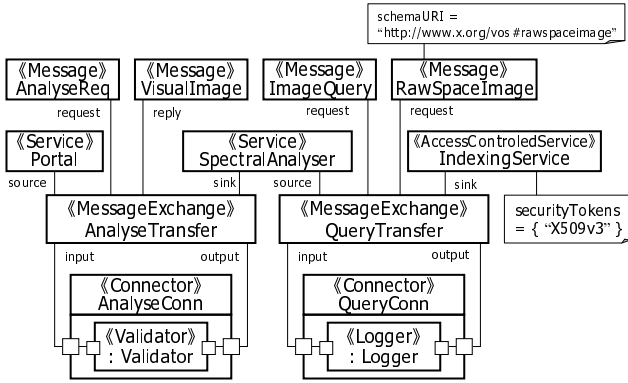 schemaURI =
“http://www.x.org/vos#rawspaceimage”
《Message》
AnalyseReq
《Message》
VisualImage
《Message》
ImageQuery
《Message》
RawSpaceImage
request
reply
request
request
《Service》
Portal
《Service》
SpectralAnalyser
《AccessControledService》
IndexingService
source
sink
source
sink
securityTokens
= { “X509v3” }
《MessageExchange》
AnalyseTransfer
《MessageExchange》
QueryTransfer
input
output
input
output
《Connector》
AnalyseConn
《Connector》
QueryConn
《Validator》
: Validator
《Logger》
: Logger